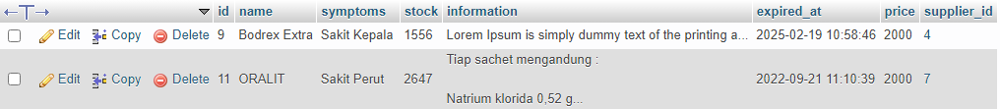 id name symptoms stock information expired_at price supplier_id
Edit Copy Delete 9 Bodrex Extra Sakit Kepala 1556 Lorem Ipsum is simply dummy text of the printing a... 2025-02-19 10:58:46 2000 4
Tiap sachet mengandung :
Edit Copy Delete 11 ORALIT Sakit Perut 2647 2022-09-21 11:10:39 2000 7
Natrium klorida 0,52 g...